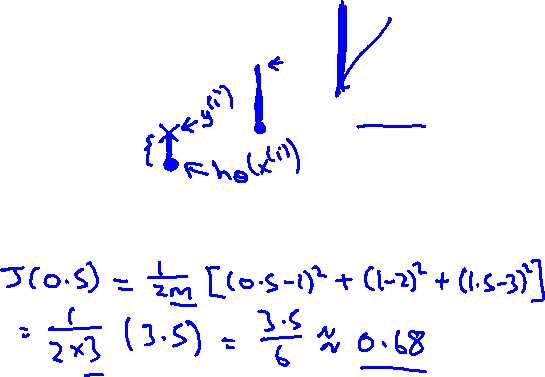 y(i)
hθ(x(i))
J(0.5) = 1/2m [(0.5-1)² + (1-2)² + (1.5-3)²]
= 1/2×3 (3.5) = 3.5/6 ≈ 0.68